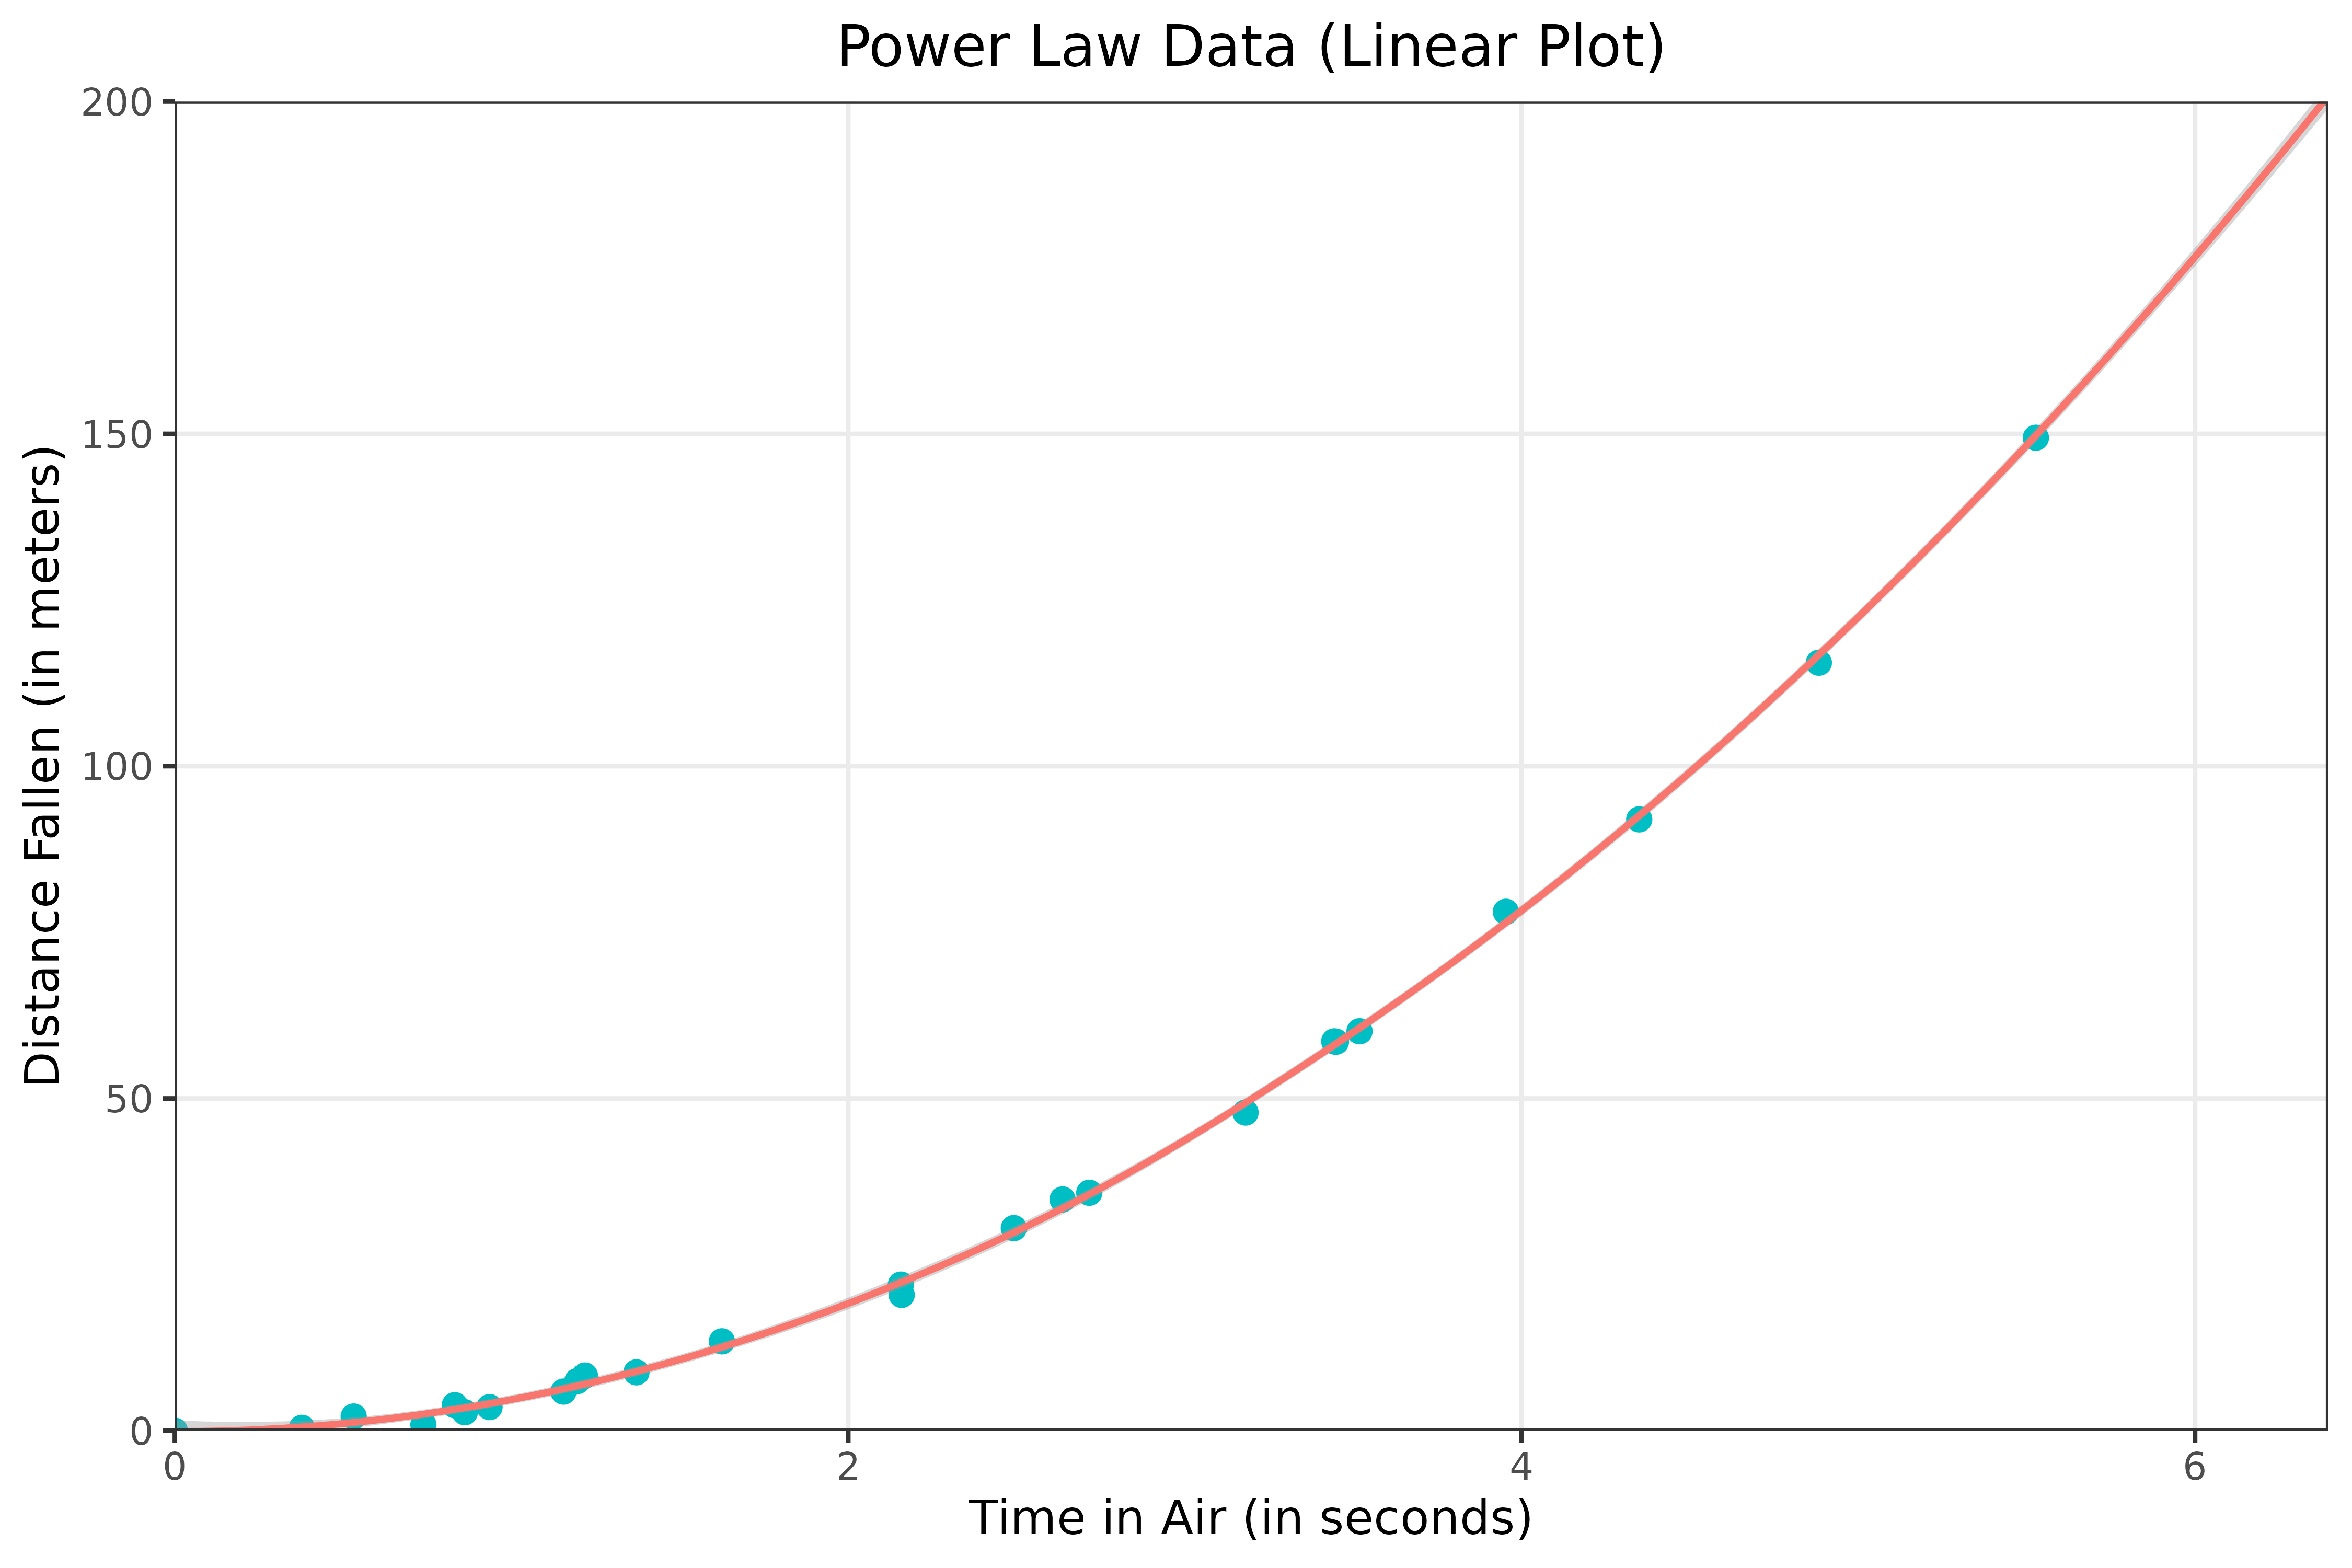 Power Law Data (Linear Plot)
200
150
100
50
0
Distance Fallen (in meters)
0 2 4 6
Time in Air (in seconds)